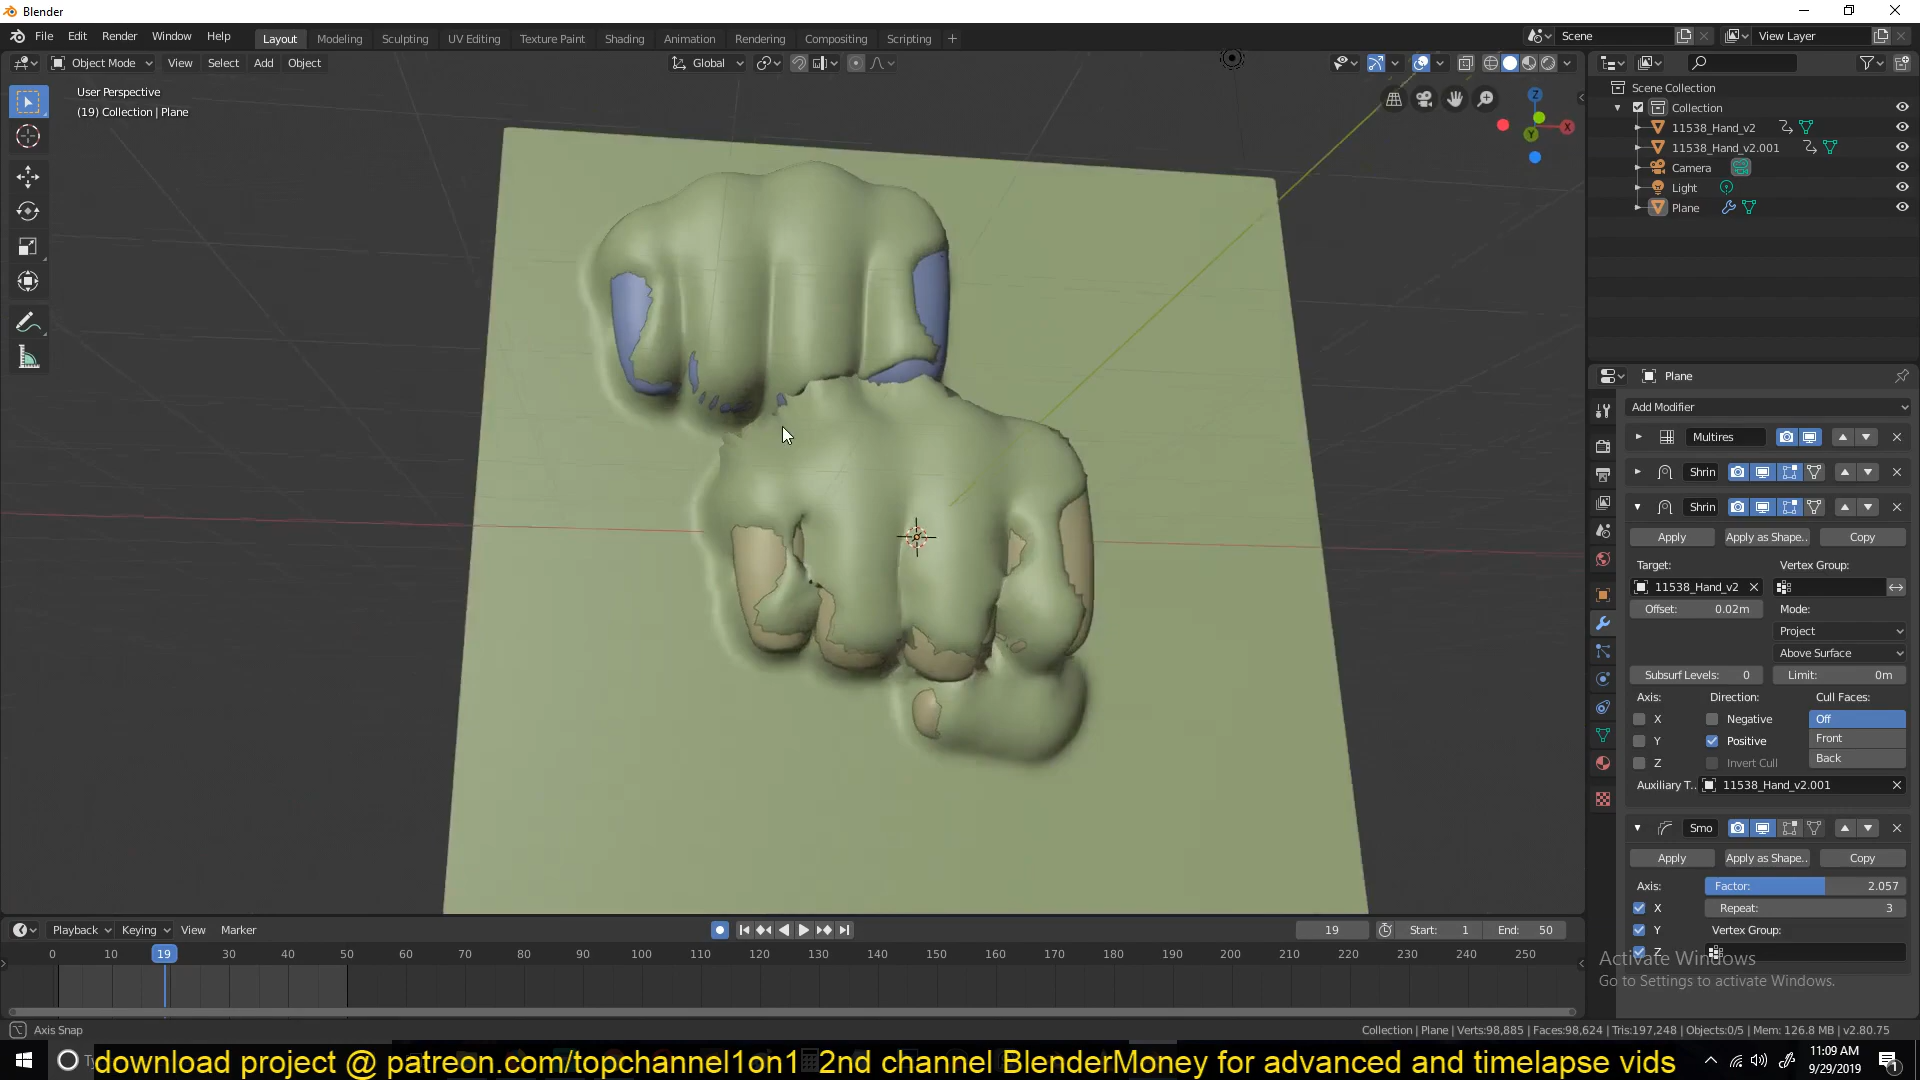 Blender
File Edit Render Window Help Layout Modeling Sculpting UV Editing Texture Paint Shading Animation Rendering Compositing Scripting + Scene View Layer
Object Mode View Select Add Object Global
User Perspective
(19) Collection | Plane
Scene Collection
Collection
11538_Hand_v2
11538_Hand_v2.001
Camera
Light
Plane
Plane
Add Modifier
Multires
Shrin
Shrin
Apply Apply as Shape.. Copy
Target: Vertex Group:
11538_Hand_v2
Offset: 0.02m Mode:
Project
Above Surface
Subsurf Levels: 0 Limit: 0m
Axis: Direction: Cull Faces:
X Negative Off
Y Positive Front
Z Invert Cull Back
Auxiliary T.. 11538_Hand_v2.001
Smo
Apply Apply as Shape.. Copy
Axis: Factor: 2.057
X Repeat: 3
Y Vertex Group:
Z
Activate Windows
Go to Settings to activate Windows.
Playback Keying View Marker 19 Start: 1 End: 50
0 10 19 30 40 50 60 70 80 90 100 110 120 130 140 150 160 170 180 190 200 210 220 230 240 250
Axis Snap
Collection | Plane | Verts:98,885 | Faces:98,624 | Tris:197,248 | Objects:0/5 | Mem: 126.8 MB | v2.80.75
download project @ patreon.com/topchannel1on1 2nd channel BlenderMoney for advanced and timelapse vids
11:09 AM
9/29/2019
1